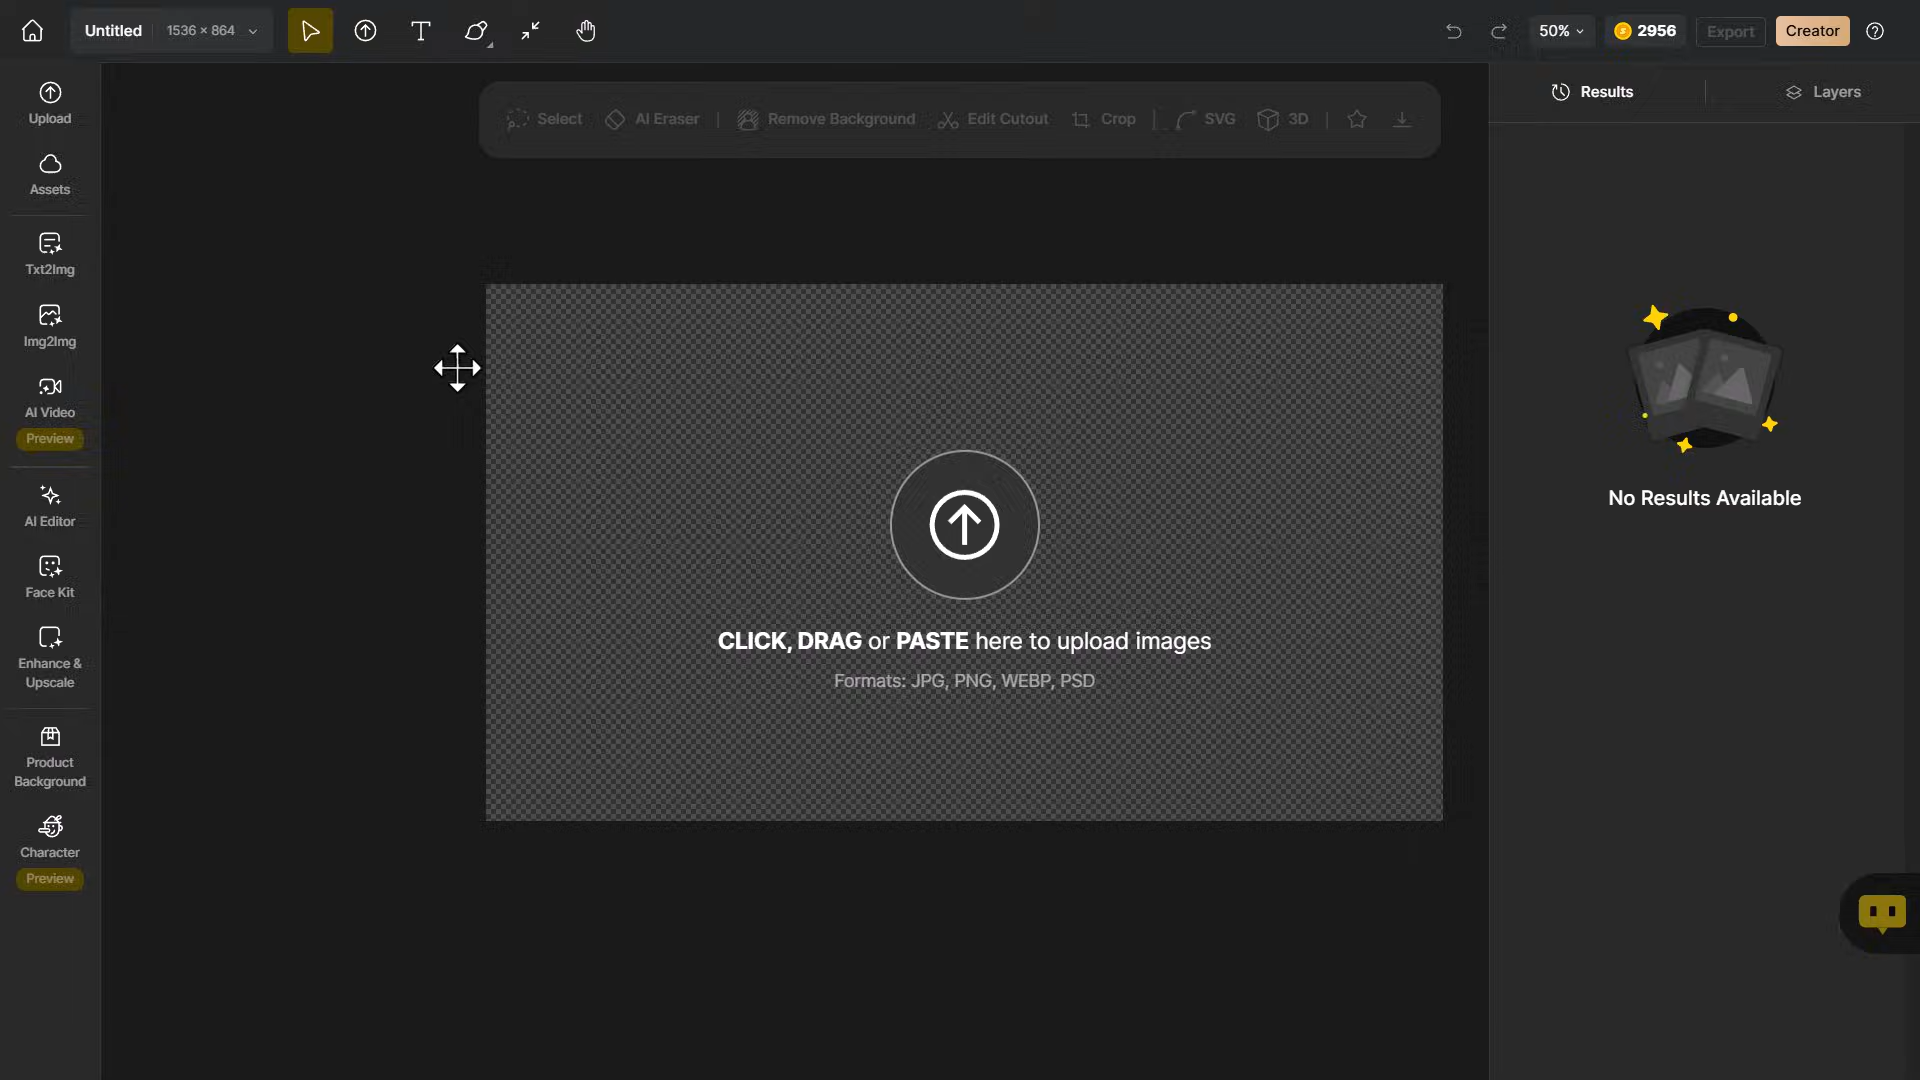 Untitled 1536 × 864
50% 2956 Export Creator
Upload
Assets
Txt2Img
Img2Img
AI Video
Preview
AI Editor
Face Kit
Enhance &
Upscale
Product
Background
Character
Preview
Select AI Eraser Remove Background Edit Cutout Crop SVG 3D
CLICK, DRAG or PASTE here to upload images
Formats: JPG, PNG, WEBP, PSD
Results Layers
No Results Available